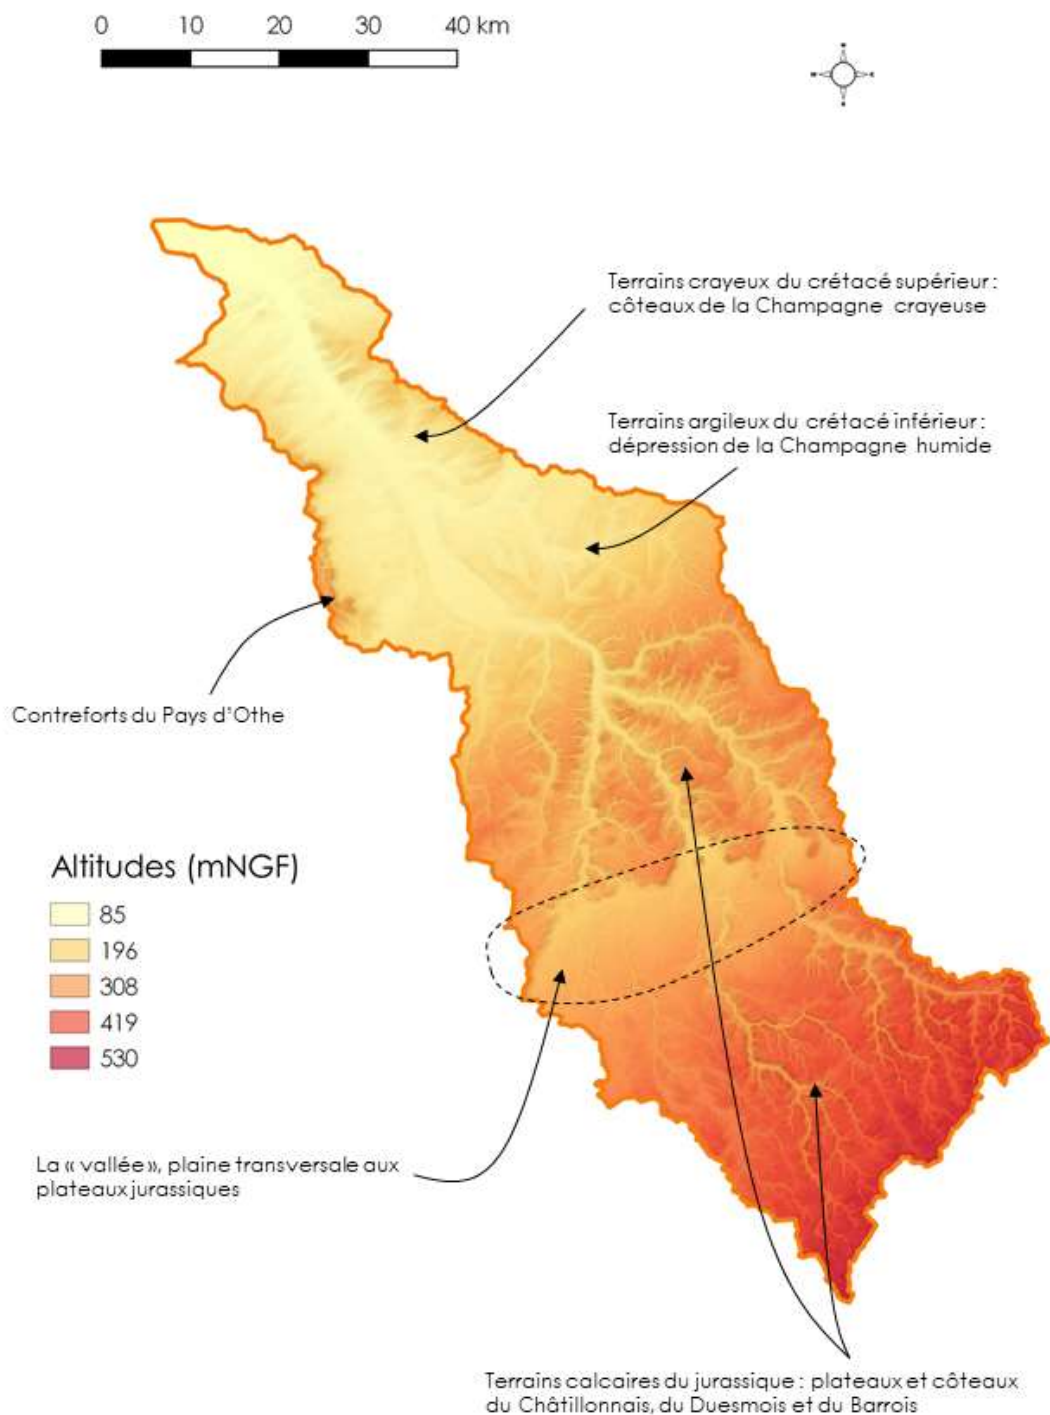 0 10 20 30 40 km
Terrains crayeux du crétacé supérieur :
côteaux de la Champagne crayeuse
Terrains argileux du crétacé inférieur :
dépression de la Champagne humide
Contreforts du Pays d'Othe
Altitudes (mNGF)
85
196
308
419
530
La « vallée », plaine transversale aux
plateaux jurassiques
Terrains calcaires du jurassique : plateaux et côteaux
du Châtillonnais, du Duesmois et du Barrois